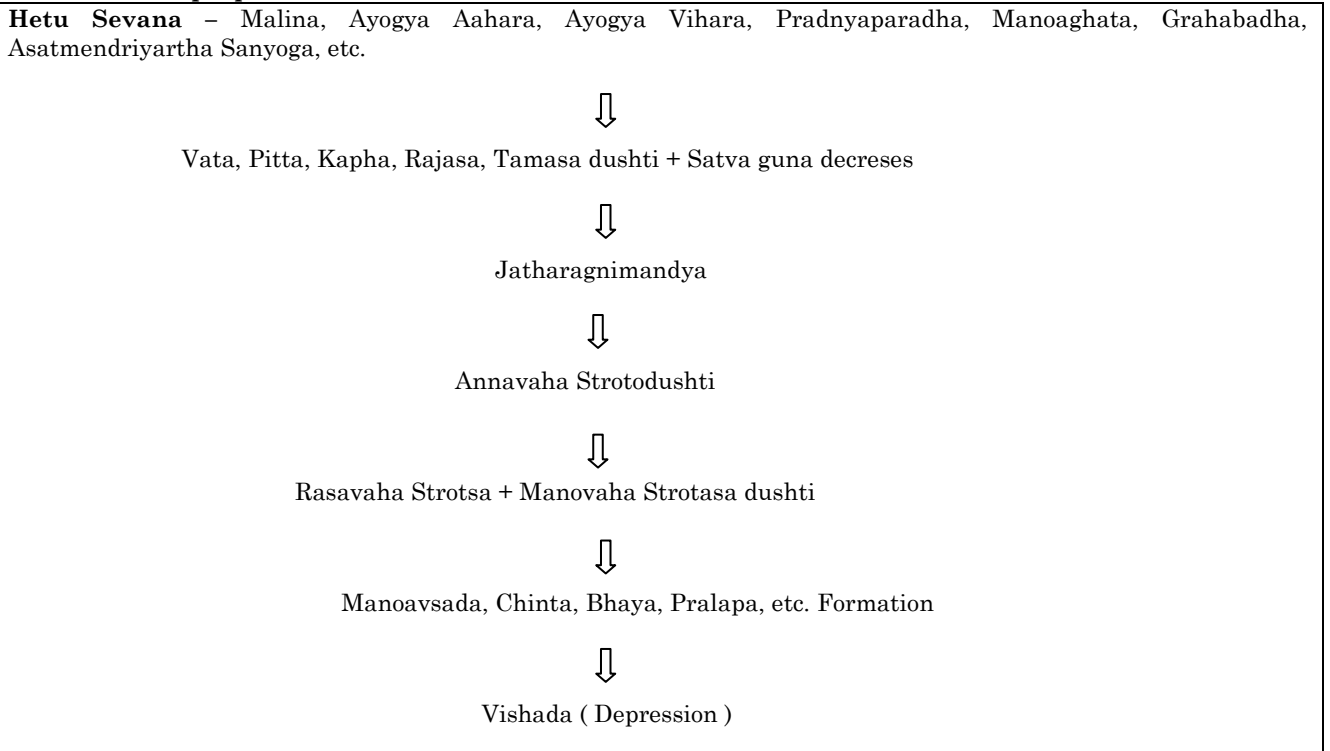 Hetu Sevana – Malina, Ayogya Aahara, Ayogya Vihara, Pradnyaparadha, Manoaghata, Grahabadha,
Asatmendriyartha Sanyoga, etc.
⇩
Vata, Pitta, Kapha, Rajasa, Tamasa dushti + Satva guna decreses
⇩
Jatharagnimandya
⇩
Annavaha Strotodushti
⇩
Rasavaha Strotsa + Manovaha Strotasa dushti
⇩
Manoavsada, Chinta, Bhaya, Pralapa, etc. Formation
⇩
Vishada ( Depression )